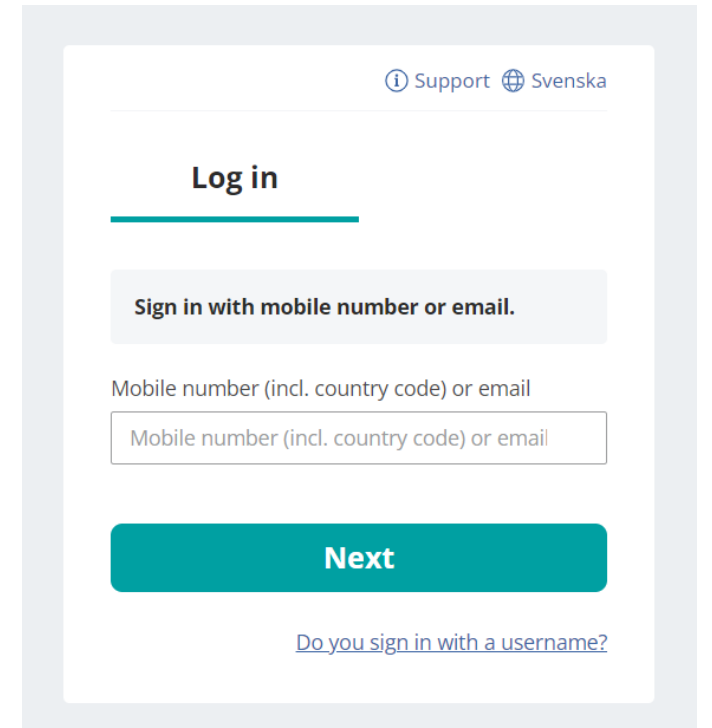 Support Svenska
Log in
Sign in with mobile number or email.
Mobile number (incl. country code) or email
Mobile number (incl. country code) or email
Next
Do you sign in with a username?